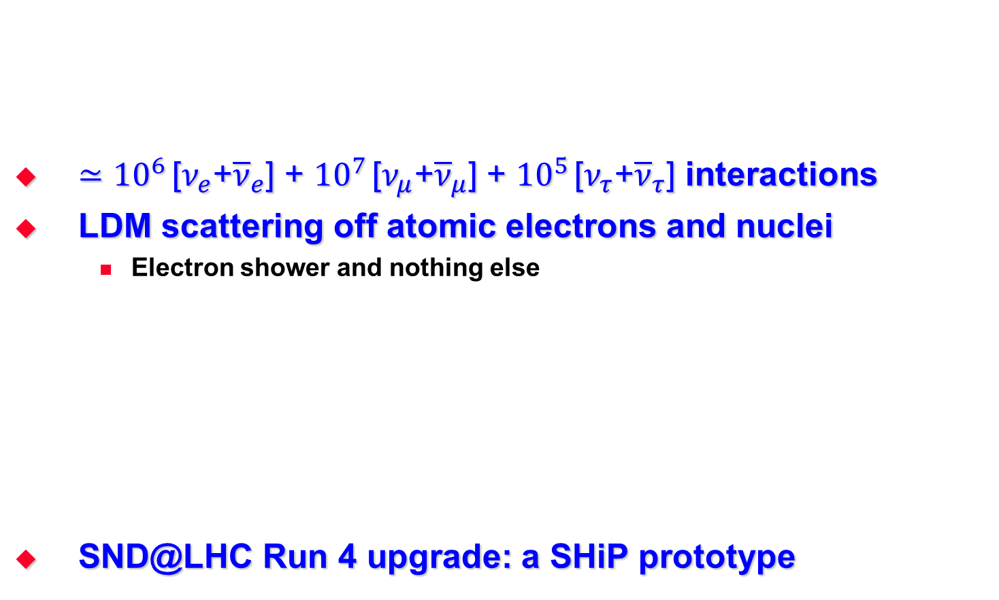 ≃ 10⁶ [νₑ+ν̅ₑ] + 10⁷ [ν_μ+ν̅_μ] + 10⁵ [ν_τ+ν̅_τ] interactions
LDM scattering off atomic electrons and nuclei
Electron shower and nothing else
SND@LHC Run 4 upgrade: a SHiP prototype